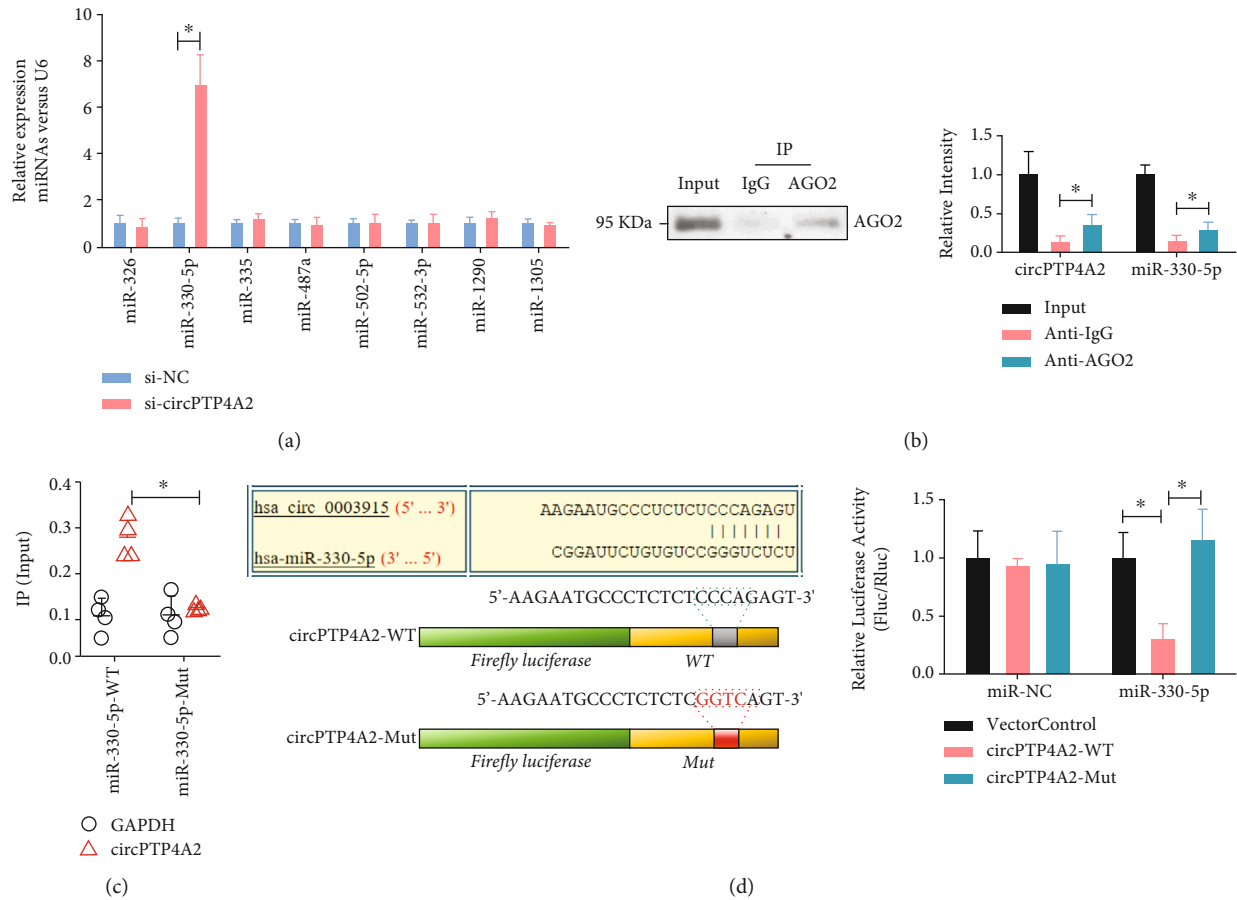 Relative expression
miRNAs versus U6
10
8
6
4
2
0
*
miR-326
miR-330-5p
miR-335
miR-487a
miR-502-5p
miR-532-3p
miR-1290
miR-1305
si-NC
si-circPTP4A2
(a)
IP
Input IgG AGO2
95 KDa
AGO2
Relative Intensity
1.5
1.0
0.5
0.0
*
*
circPTP4A2 miR-330-5p
Input
Anti-IgG
Anti-AGO2
(b)
IP (Input)
0.4
0.3
0.2
0.1
0.0
*
miR-330-5p-WT
miR-330-5p-Mut
GAPDH
circPTP4A2
(c)
hsa_circ_0003915 (5' ... 3') AAGAAUGCCCUCUCUCCCAGAGU
| | | | | | |
hsa-miR-330-5p (3' ... 5') CGGAUUCUGUGUCCGGGUCUCU
5'-AAGAATGCCCTCTCTCCCAGAGT-3'
circPTP4A2-WT
Firefly luciferase WT
5'-AAGAATGCCCTCTCTCGGTCAGT-3'
circPTP4A2-Mut
Firefly luciferase Mut
Relative Luciferase Activity
(Fluc/Rluc)
1.5
1.0
0.5
0.0
*
*
miR-NC miR-330-5p
VectorControl
circPTP4A2-WT
circPTP4A2-Mut
(d)